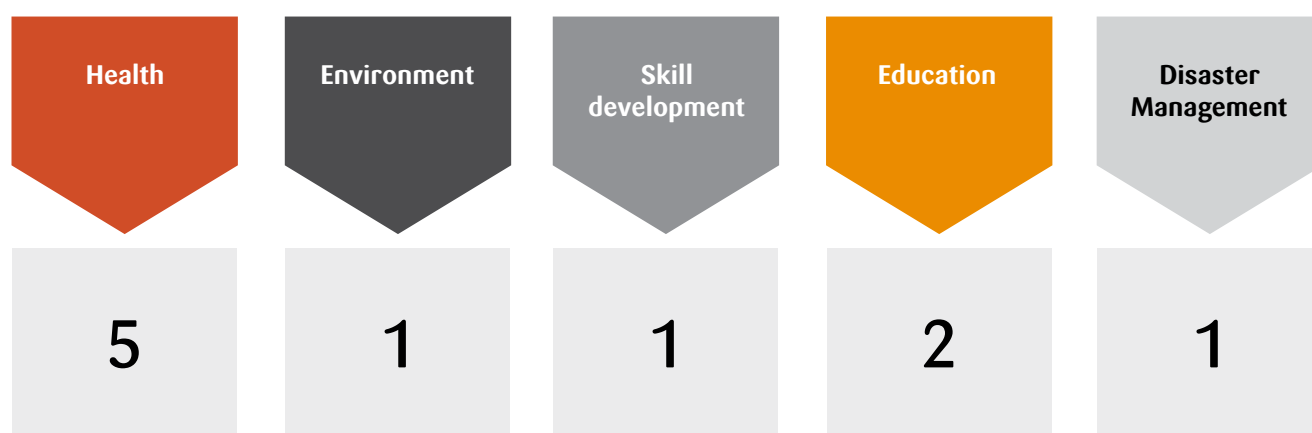 Health
Environment
Skill
development
Education
Disaster
Management
5
1
1
2
1